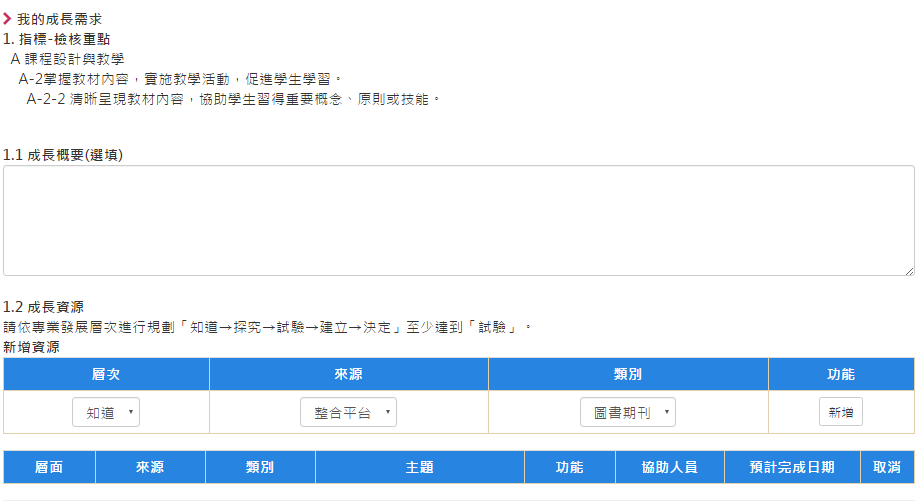 我的成長需求
1. 指標-檢核重點
A 課程設計與教學
A-2掌握教材內容，實施教學活動，促進學生學習。
A-2-2 清晰呈現教材內容，協助學生習得重要概念、原則或技能。
1.1 成長概要(選填)
1.2 成長資源
請依專業發展層次進行規劃「知道→探究→試驗→建立→決定」至少達到「試驗」。
新增資源
層次 來源 類別 功能
知道 整合平台 圖書期刊 新增
層面 來源 類別 主題 功能 協助人員 預計完成日期 取消